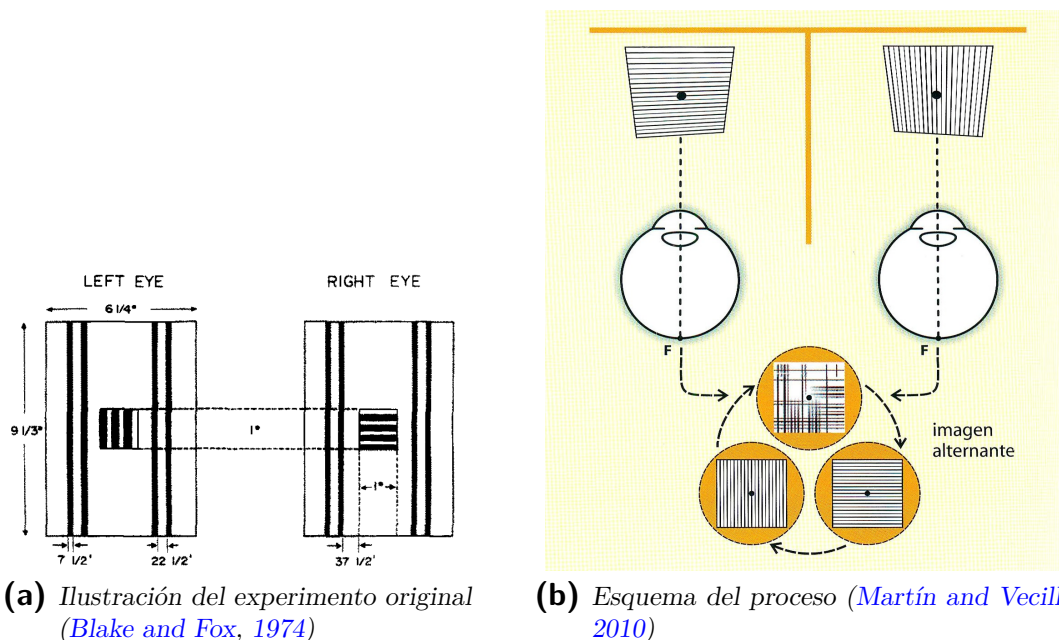 LEFT EYE
RIGHT EYE
6 1/4°
9 1/3°
1°
1°
7 1/2'
22 1/2'
37 1/2'
(a) Ilustración del experimento original
(Blake and Fox, 1974)
F
F
imagen
alternante
(b) Esquema del proceso (Martín and Vecill
2010)